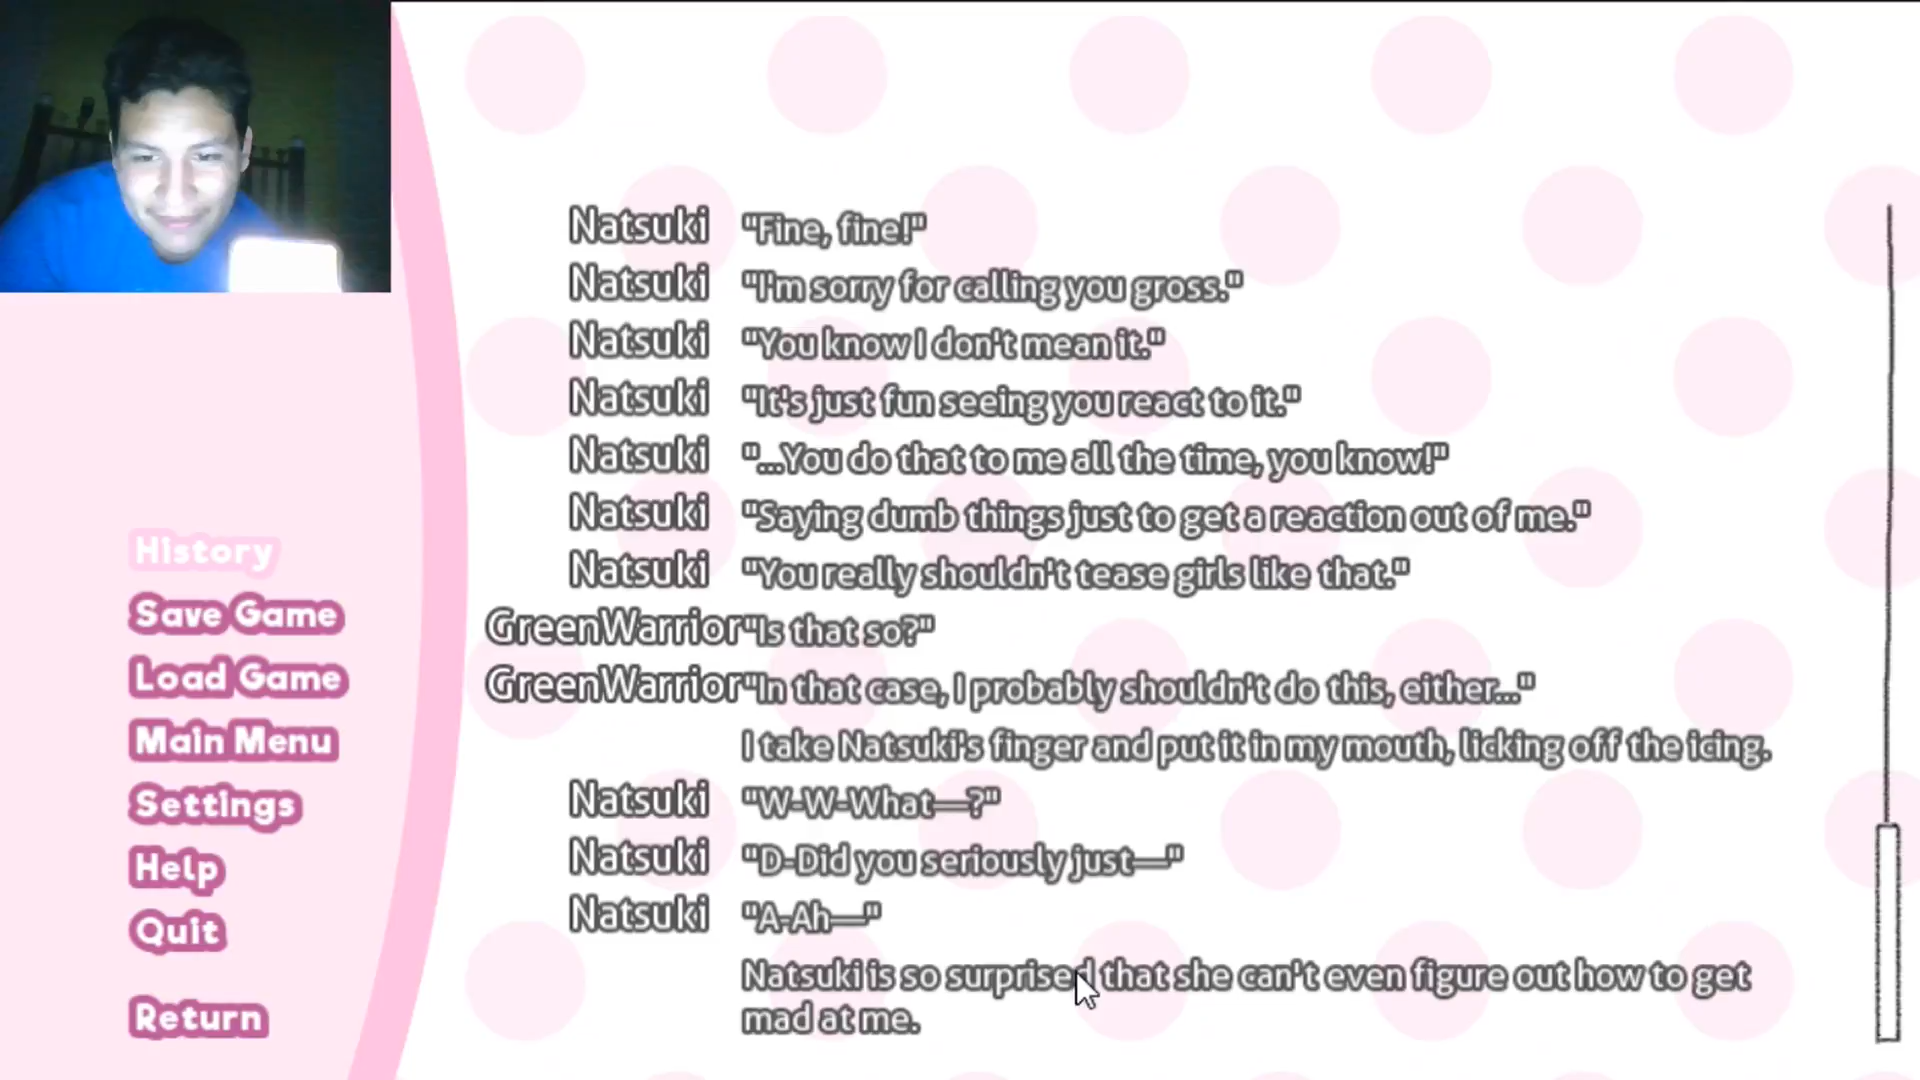 Natsuki "Fine, fine!"
Natsuki "I'm sorry for calling you gross."
Natsuki "You know I don't mean it."
Natsuki "It's just fun seeing you react to it."
Natsuki "...You do that to me all the time, you know!"
Natsuki "Saying dumb things just to get a reaction out of me."
Natsuki "You really shouldn't tease girls like that."
GreenWarrior "Is that so?"
GreenWarrior "In that case, I probably shouldn't do this, either..."
I take Natsuki's finger and put it in my mouth, licking off the icing.
Natsuki "W-W-What—?"
Natsuki "D-Did you seriously just—"
Natsuki "A-Ah—"
Natsuki is so surprised that she can't even figure out how to get
mad at me.
History
Save Game
Load Game
Main Menu
Settings
Help
Quit
Return